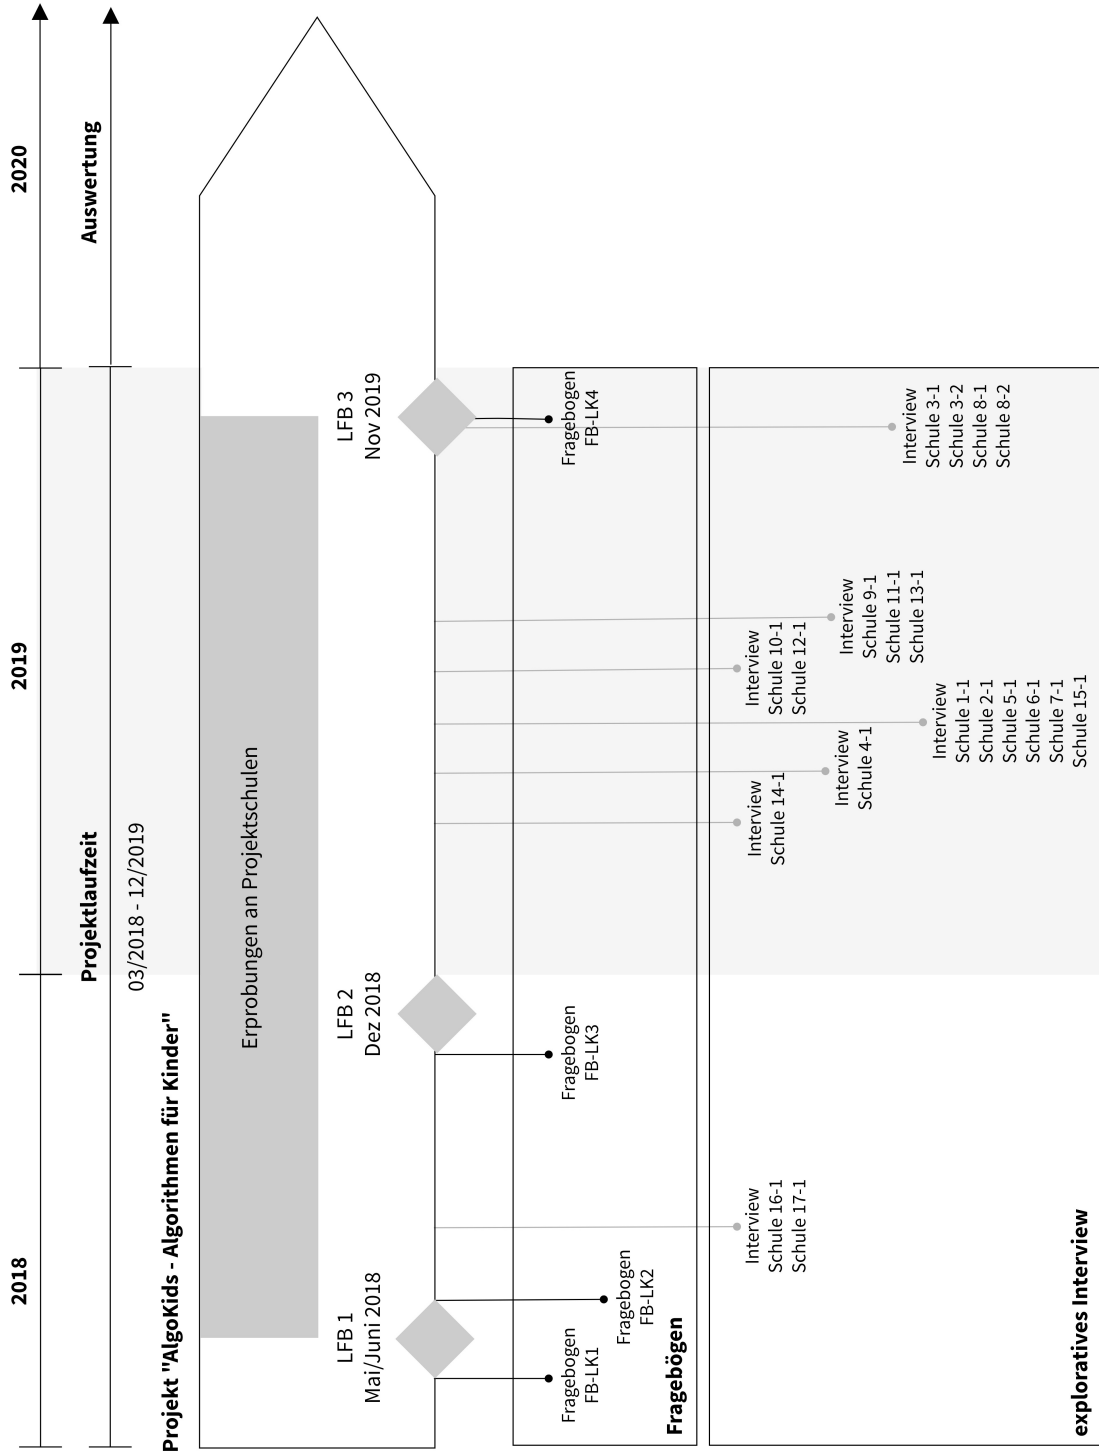 2018
2019
2020
Projektlaufzeit
Auswertung
03/2018 - 12/2019
Projekt "AlgoKids - Algorithmen für Kinder"
Erprobungen an Projektschulen
LFB 1
Mai/Juni 2018
LFB 2
Dez 2018
LFB 3
Nov 2019
Fragebogen
FB-LK1
Fragebogen
FB-LK2
Fragebogen
FB-LK3
Fragebogen
FB-LK4
Fragebögen
Interview
Schule 16-1
Schule 17-1
Interview
Schule 14-1
Interview
Schule 4-1
Interview
Schule 1-1
Schule 2-1
Schule 5-1
Schule 6-1
Schule 7-1
Schule 15-1
Interview
Schule 10-1
Schule 12-1
Interview
Schule 9-1
Schule 11-1
Schule 13-1
Interview
Schule 3-1
Schule 3-2
Schule 8-1
Schule 8-2
exploratives Interview